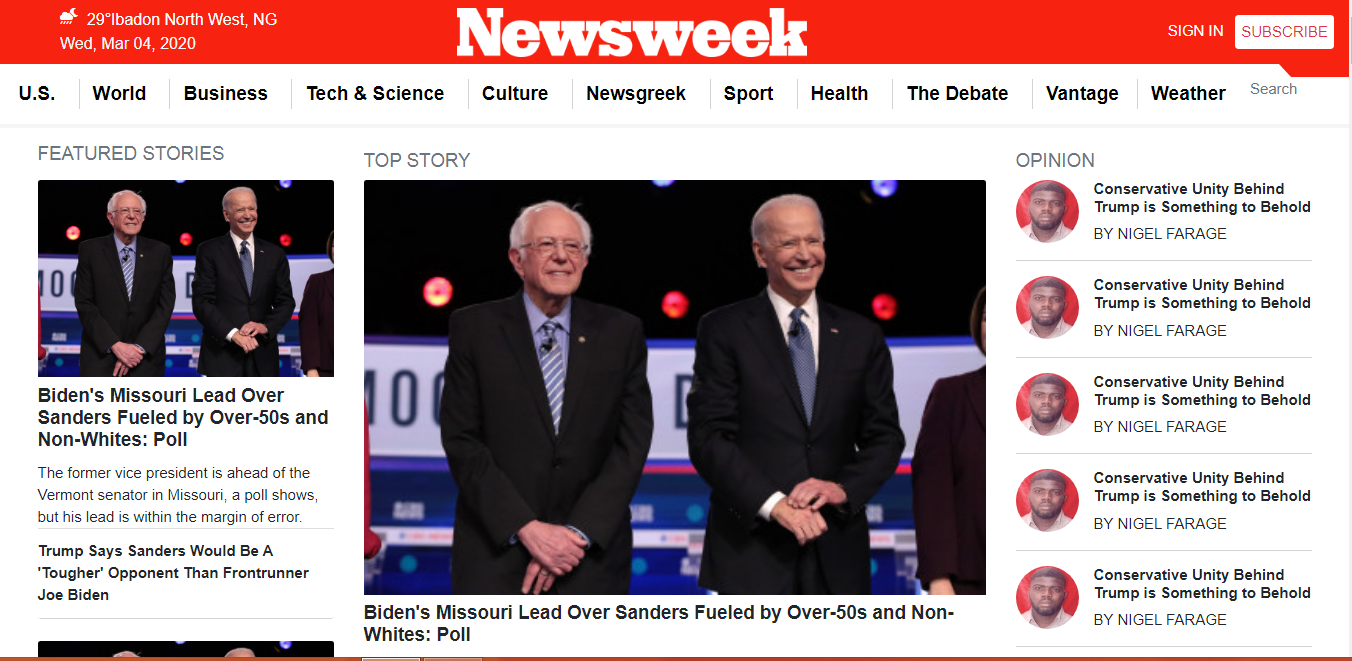 29°Ibadon North West, NG
Wed, Mar 04, 2020
Newsweek
SIGN IN
SUBSCRIBE
U.S.
World
Business
Tech & Science
Culture
Newsgreek
Sport
Health
The Debate
Vantage
Weather
Search
FEATURED STORIES
Biden's Missouri Lead Over
Sanders Fueled by Over-50s and
Non-Whites: Poll
The former vice president is ahead of the
Vermont senator in Missouri, a poll shows,
but his lead is within the margin of error.
Trump Says Sanders Would Be A
'Tougher' Opponent Than Frontrunner
Joe Biden
TOP STORY
Biden's Missouri Lead Over Sanders Fueled by Over-50s and Non-
Whites: Poll
OPINION
Conservative Unity Behind
Trump is Something to Behold
BY NIGEL FARAGE
Conservative Unity Behind
Trump is Something to Behold
BY NIGEL FARAGE
Conservative Unity Behind
Trump is Something to Behold
BY NIGEL FARAGE
Conservative Unity Behind
Trump is Something to Behold
BY NIGEL FARAGE
Conservative Unity Behind
Trump is Something to Behold
BY NIGEL FARAGE